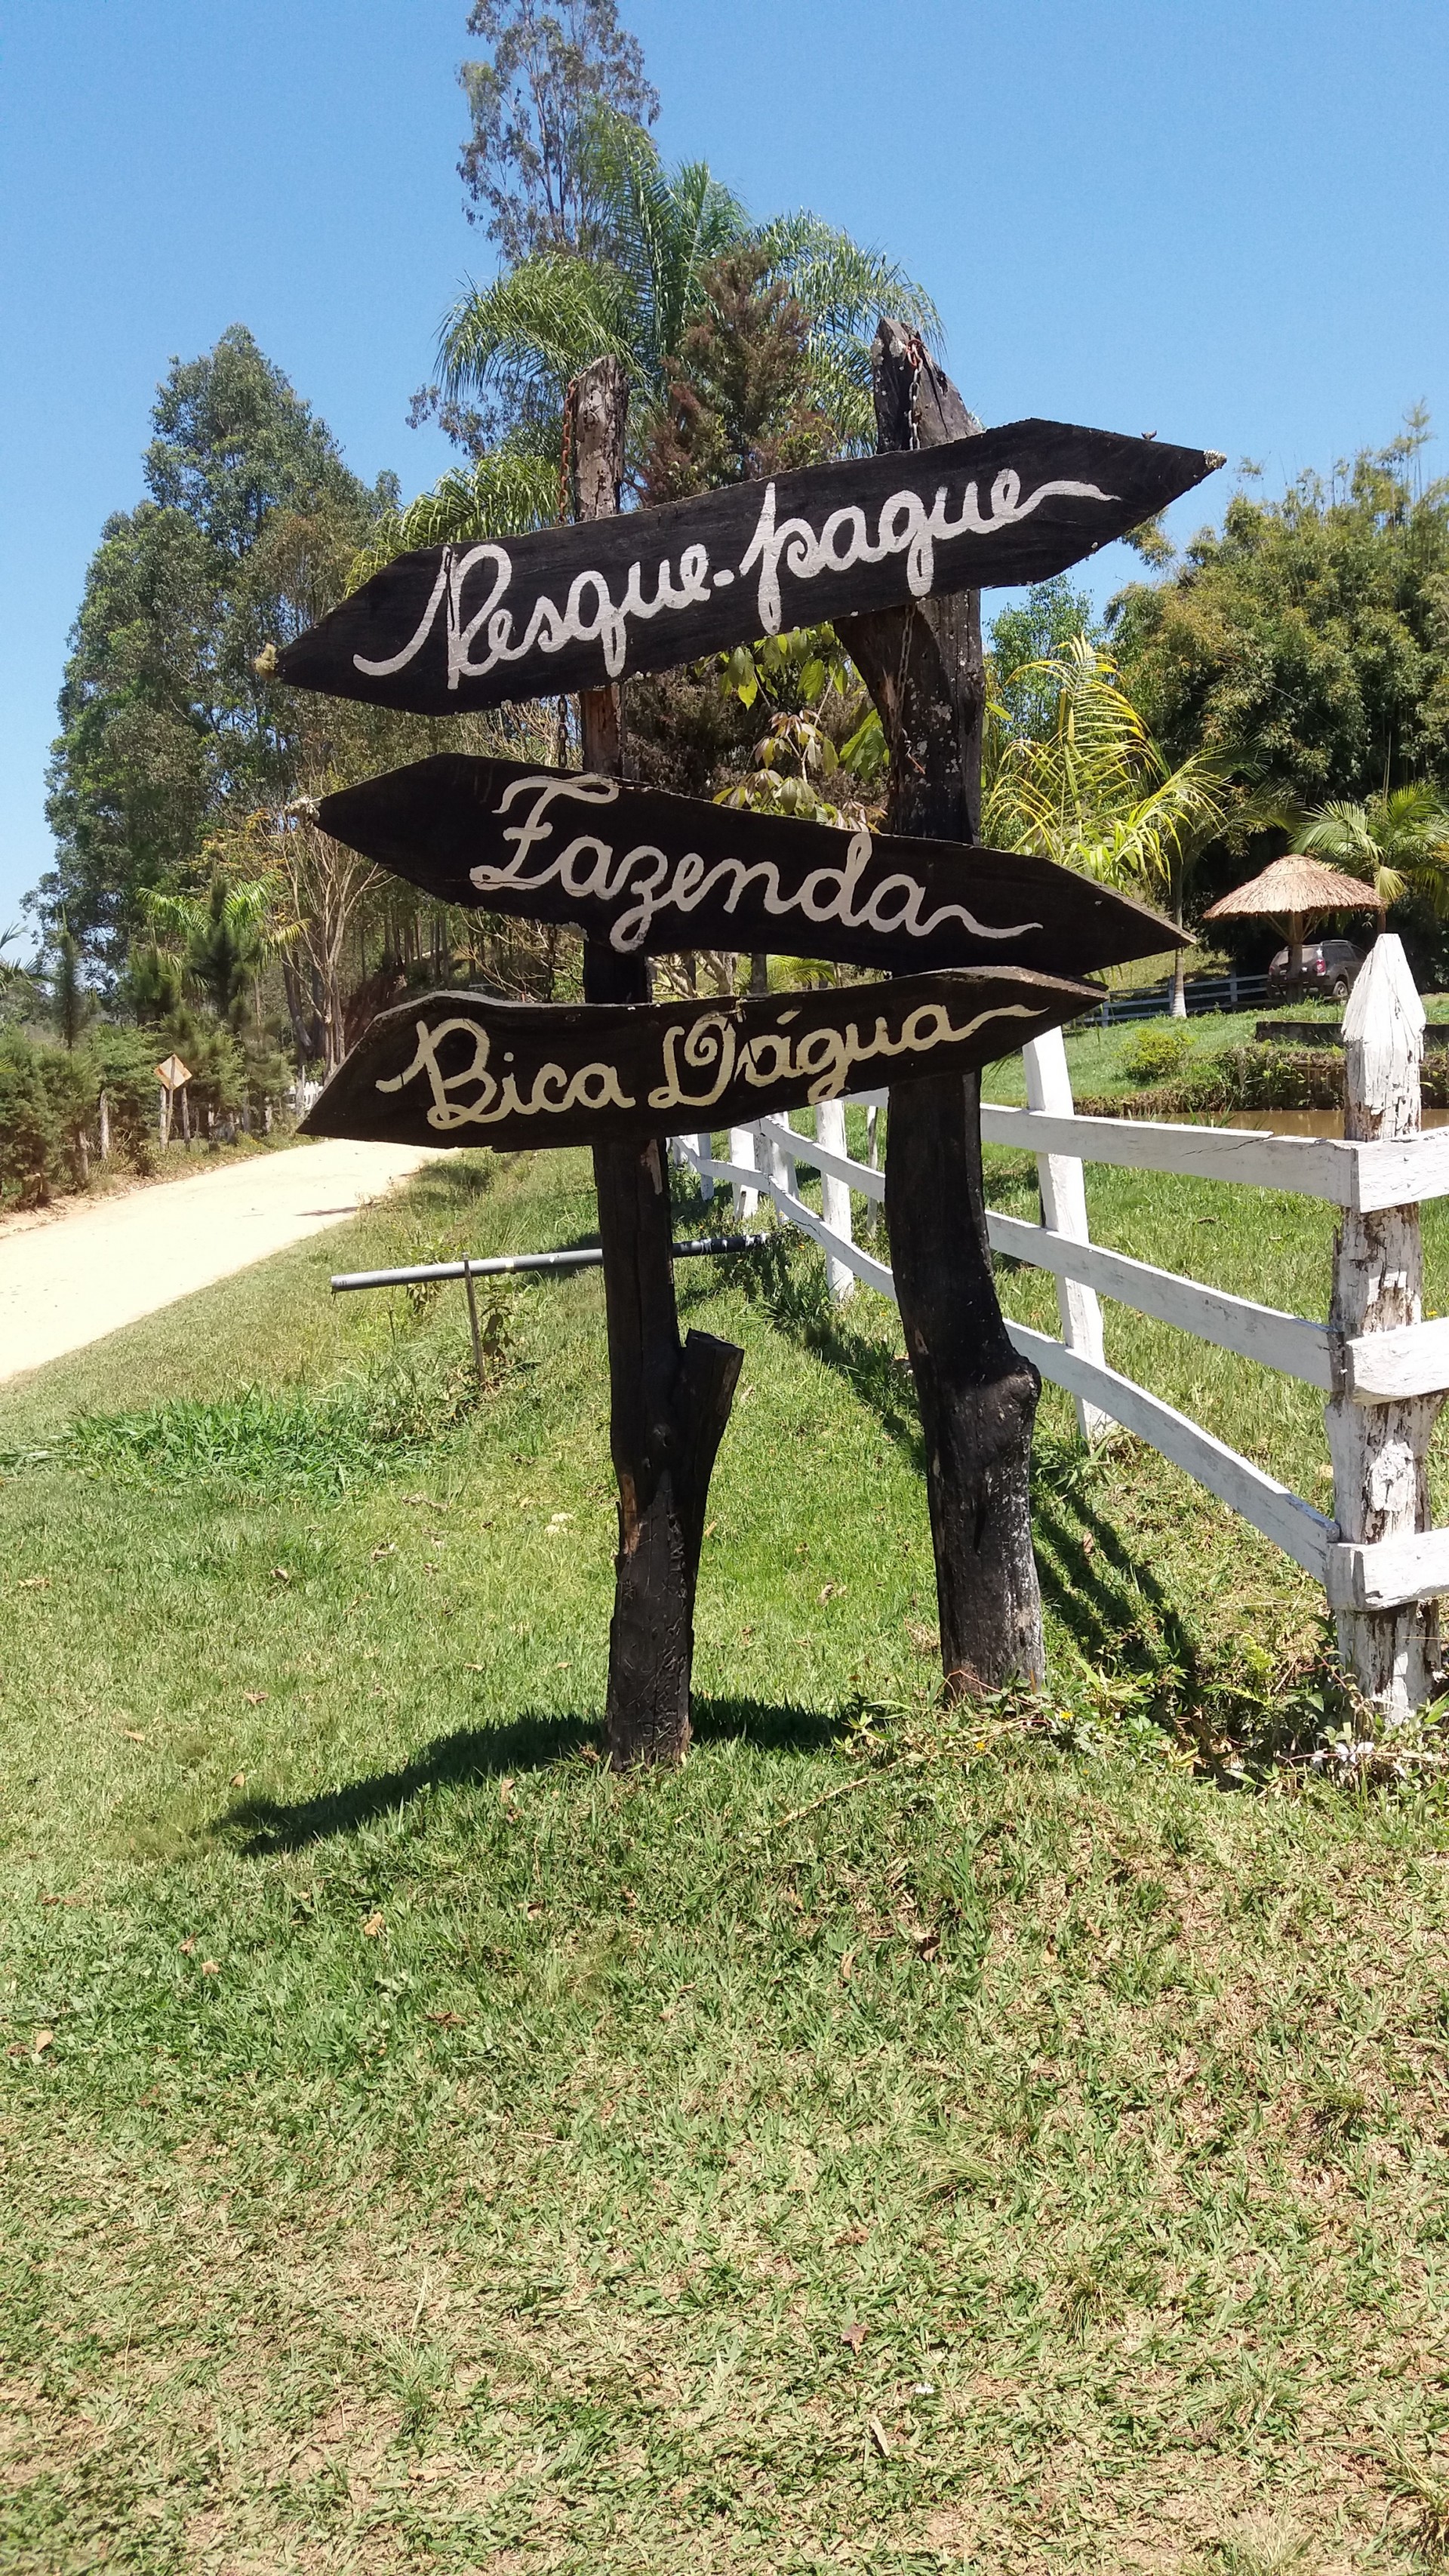 Pesque-pague
Fazenda
Bica D'água